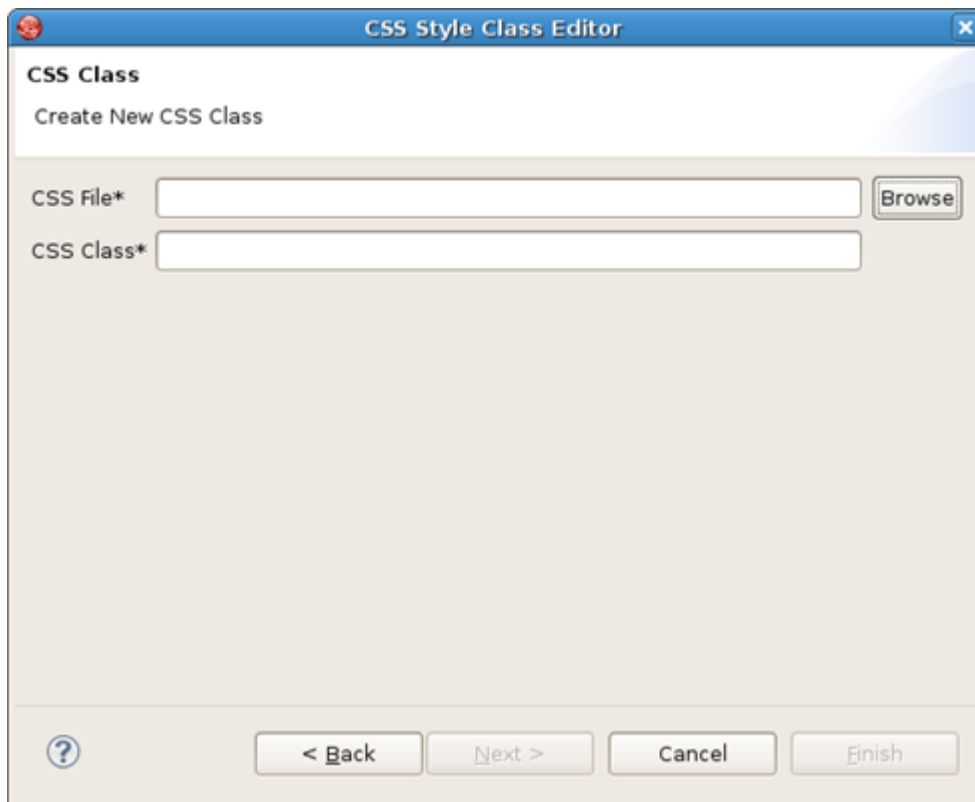 CSS Style Class Editor
CSS Class
Create New CSS Class
CSS File* Browse
CSS Class*
? < Back Next > Cancel Finish